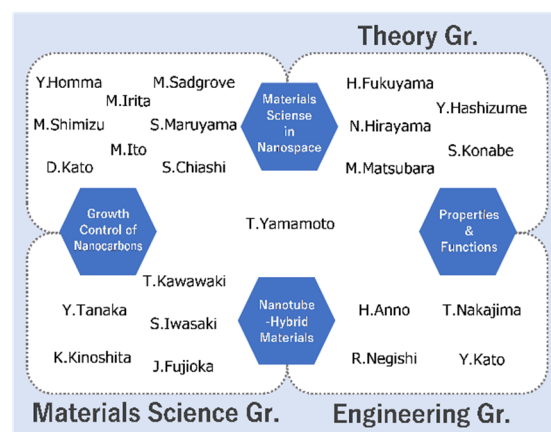 Theory Gr.
Y.Homma
M.Sadgrove
M.Irita
M.Shimizu
S.Maruyama
M.Ito
D.Kato
S.Chiashi
Materials
Sciense
in
Nanospace
H.Fukuyama
Y.Hashizume
N.Hirayama
S.Konabe
M.Matsubara
Growth
Control of
Nanocarbons
T.Yamamoto
Properties
&
Functions
T.Kawawaki
Y.Tanaka
S.Iwasaki
K.Kinoshita
J.Fujioka
Nanotube
-Hybrid
Materials
H.Anno
T.Nakajima
R.Negishi
Y.Kato
Materials Science Gr.
Engineering Gr.